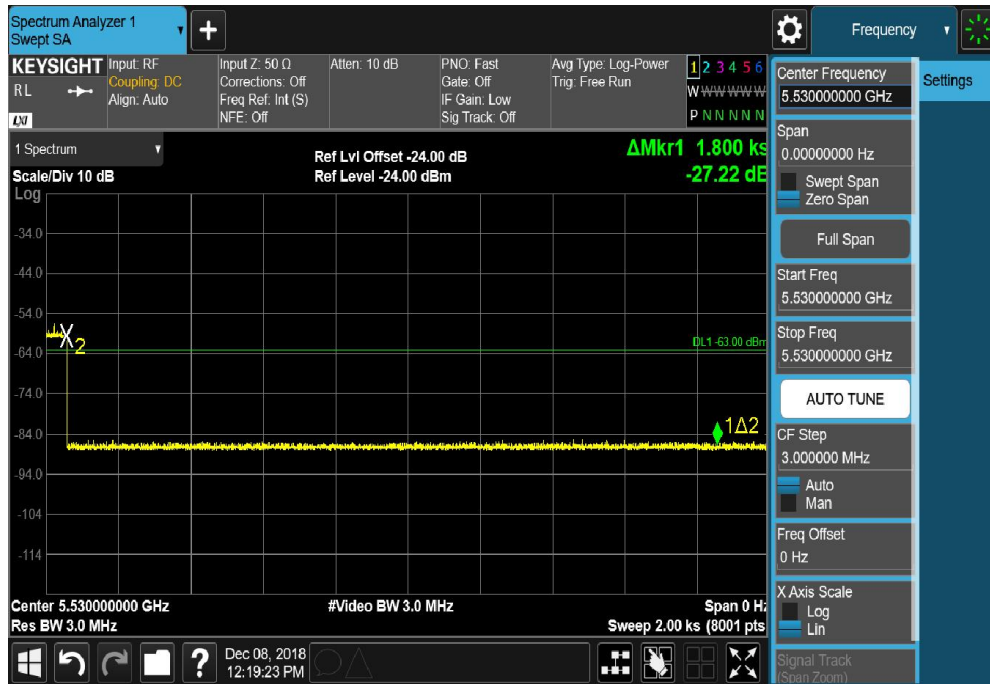 Spectrum Analyzer 1
Swept SA
+
Frequency
KEYSIGHT
RL
LXI
Input: RF
Coupling: DC
Align: Auto
Input Z: 50 Ω
Corrections: Off
Freq Ref: Int (S)
NFE: Off
Atten: 10 dB
PNO: Fast
Gate: Off
IF Gain: Low
Sig Track: Off
Avg Type: Log-Power
Trig: Free Run
1 2 3 4 5 6
W W W W W W
P N N N N N
1 Spectrum
Scale/Div 10 dB
Log
Ref Lvl Offset -24.00 dB
Ref Level -24.00 dBm
ΔMkr1 1.800 ks
-27.22 dB
-34.0
-44.0
-54.0
-64.0
-74.0
-84.0
-94.0
-104
-114
X2
DL1 -63.00 dBm
1Δ2
Center 5.530000000 GHz
Res BW 3.0 MHz
#Video BW 3.0 MHz
Span 0 Hz
Sweep 2.00 ks (8001 pts
Center Frequency
5.530000000 GHz
Settings
Span
0.00000000 Hz
Swept Span
Zero Span
Full Span
Start Freq
5.530000000 GHz
Stop Freq
5.530000000 GHz
AUTO TUNE
CF Step
3.000000 MHz
Auto
Man
Freq Offset
0 Hz
X Axis Scale
Log
Lin
Signal Track
(Span Zoom)
?
Dec 08, 2018
12:19:23 PM